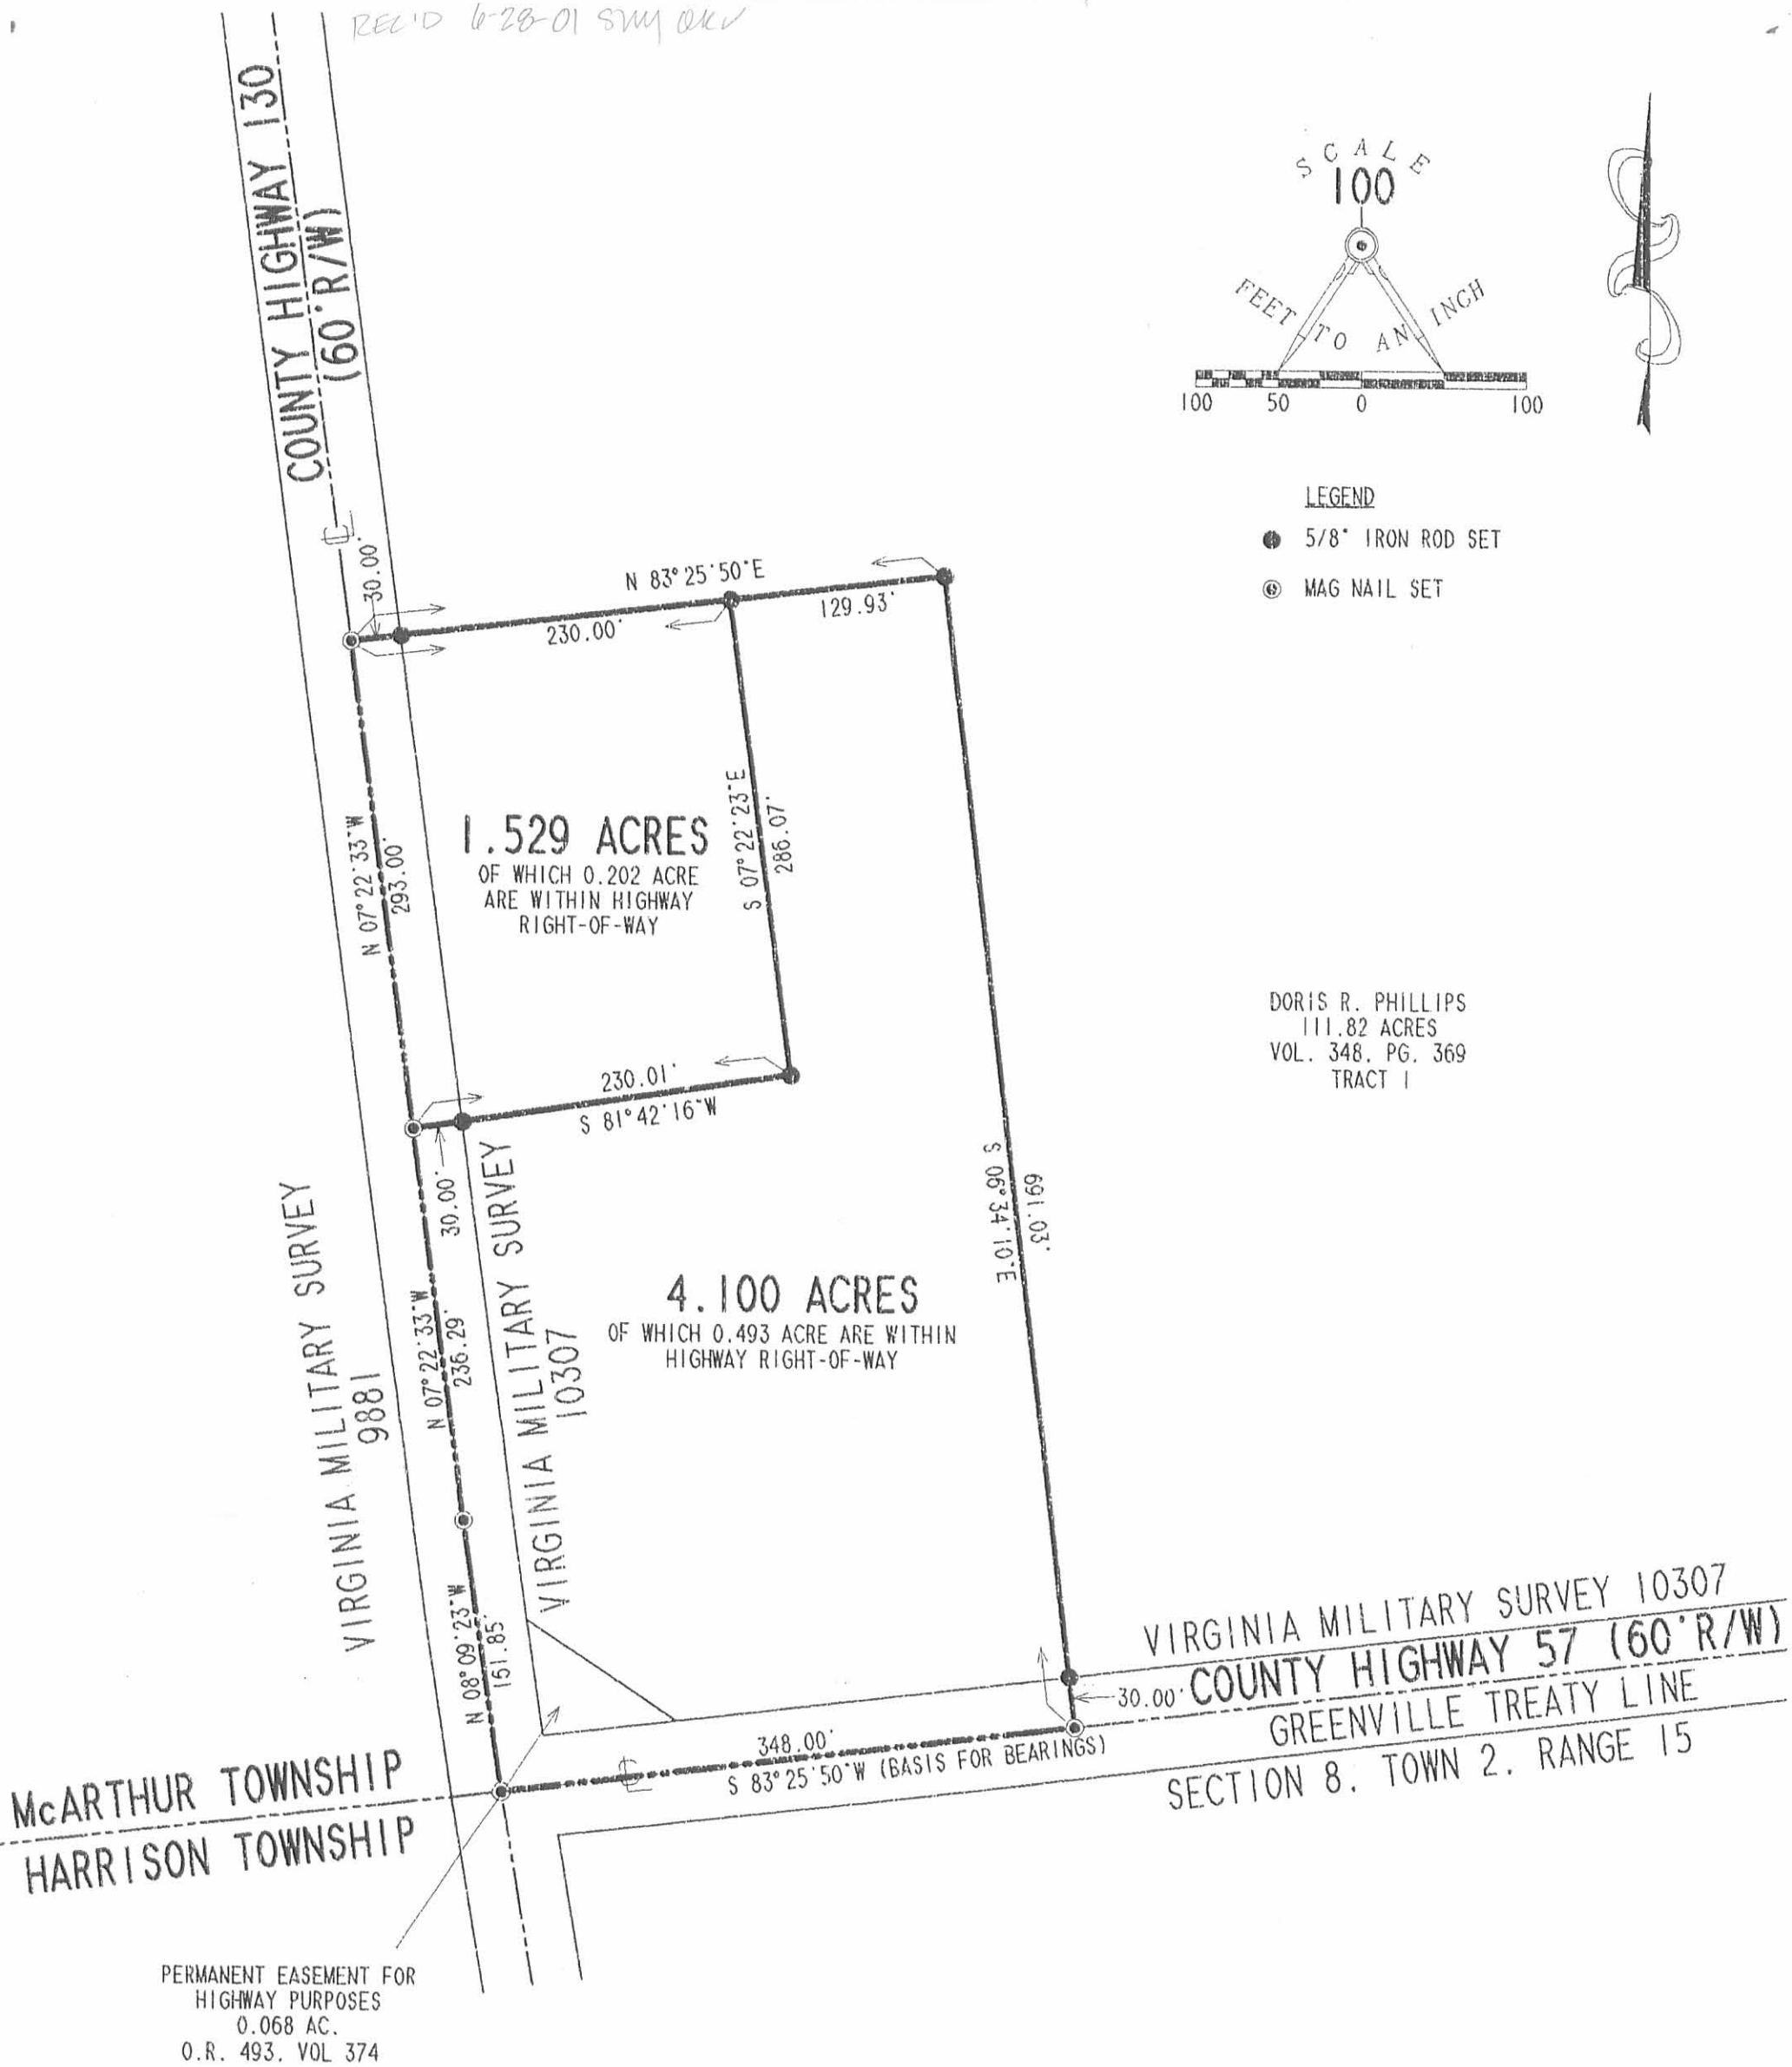 REC'D 6-28-01
COUNTY HIGHWAY 130
(60' R/W)
SCALE
100
FEET TO AN INCH
100 50 0 100
LEGEND
5/8" IRON ROD SET
MAG NAIL SET
30.00'
N 83°25'50"E
230.00'
129.93'
N 07°22'33"W
293.00'
1.529 ACRES
OF WHICH 0.202 ACRE
ARE WITHIN HIGHWAY
RIGHT-OF-WAY
S 07°22'23"E
286.07'
230.01'
S 81°42'16"W
30.00'
DORIS R. PHILLIPS
111.82 ACRES
VOL. 348. PG. 369
TRACT 1
S 06°34'10"E
691.03'
VIRGINIA MILITARY SURVEY
9881
N 07°22'33"W
236.29'
VIRGINIA MILITARY SURVEY
10307
4.100 ACRES
OF WHICH 0.493 ACRE ARE WITHIN
HIGHWAY RIGHT-OF-WAY
N 08°09'23"W
161.85'
VIRGINIA MILITARY SURVEY 10307
COUNTY HIGHWAY 57 (60'R/W)
30.00'
GREENVILLE TREATY LINE
SECTION 8. TOWN 2. RANGE 15
348.00'
S 83°25'50"W (BASIS FOR BEARINGS)
McARTHUR TOWNSHIP
HARRISON TOWNSHIP
PERMANENT EASEMENT FOR
HIGHWAY PURPOSES
0.068 AC.
O.R. 493. VOL 374